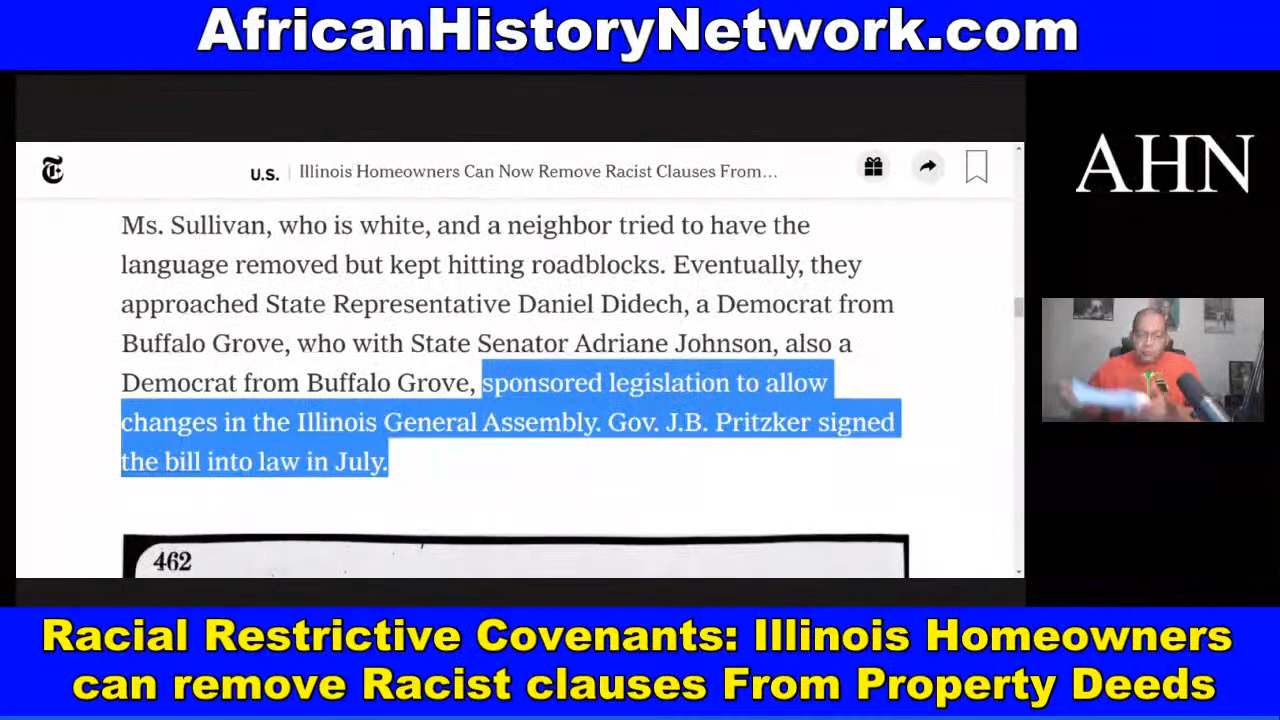 AfricanHistoryNetwork.com
AHN
U.S. | Illinois Homeowners Can Now Remove Racist Clauses From...
Ms. Sullivan, who is white, and a neighbor tried to have the
language removed but kept hitting roadblocks. Eventually, they
approached State Representative Daniel Didech, a Democrat from
Buffalo Grove, who with State Senator Adriane Johnson, also a
Democrat from Buffalo Grove, sponsored legislation to allow
changes in the Illinois General Assembly. Gov. J.B. Pritzker signed
the bill into law in July.
462
Racial Restrictive Covenants: Illinois Homeowners
can remove Racist clauses From Property Deeds